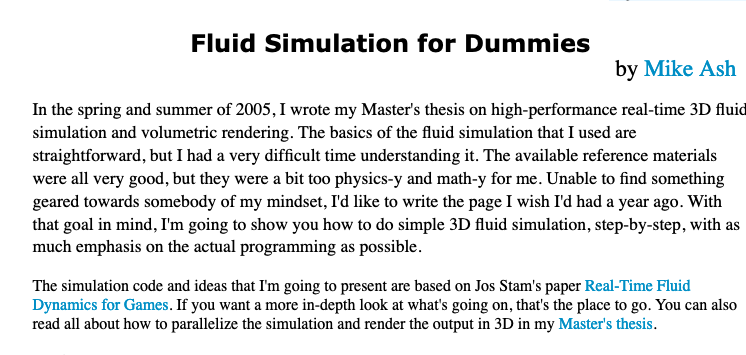 Fluid Simulation for Dummies
by Mike Ash
In the spring and summer of 2005, I wrote my Master's thesis on high-performance real-time 3D fluid
simulation and volumetric rendering. The basics of the fluid simulation that I used are
straightforward, but I had a very difficult time understanding it. The available reference materials
were all very good, but they were a bit too physics-y and math-y for me. Unable to find something
geared towards somebody of my mindset, I'd like to write the page I wish I'd had a year ago. With
that goal in mind, I'm going to show you how to do simple 3D fluid simulation, step-by-step, with as
much emphasis on the actual programming as possible.
The simulation code and ideas that I'm going to present are based on Jos Stam's paper Real-Time Fluid
Dynamics for Games. If you want a more in-depth look at what's going on, that's the place to go. You can also
read all about how to parallelize the simulation and render the output in 3D in my Master's thesis.